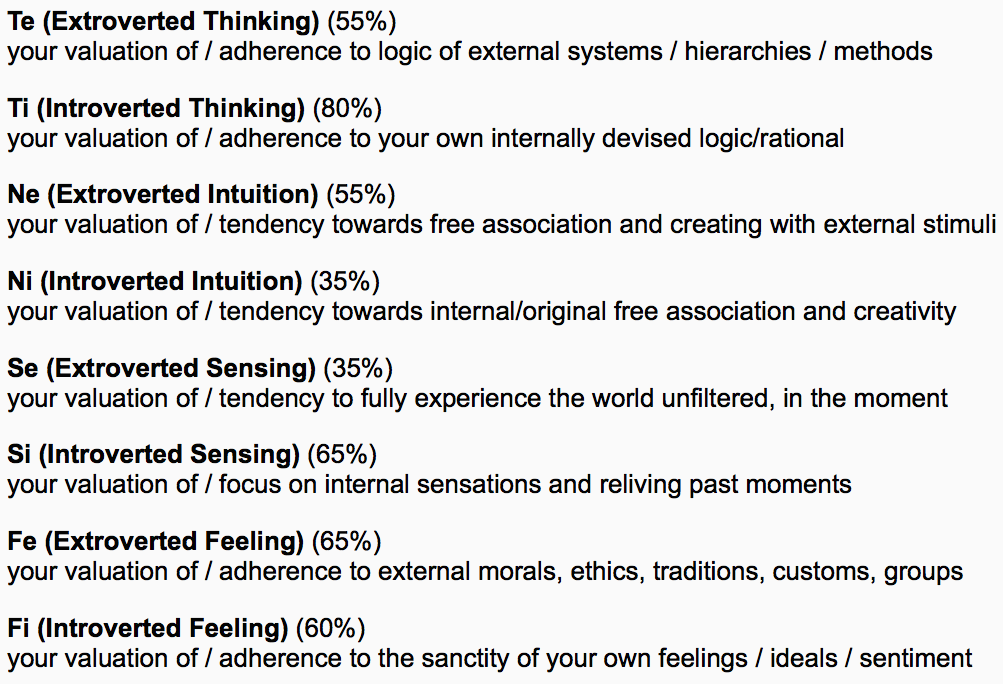 Te (Extroverted Thinking) (55%)
your valuation of / adherence to logic of external systems / hierarchies / methods
Ti (Introverted Thinking) (80%)
your valuation of / adherence to your own internally devised logic/rational
Ne (Extroverted Intuition) (55%)
your valuation of / tendency towards free association and creating with external stimuli
Ni (Introverted Intuition) (35%)
your valuation of / tendency towards internal/original free association and creativity
Se (Extroverted Sensing) (35%)
your valuation of / tendency to fully experience the world unfiltered, in the moment
Si (Introverted Sensing) (65%)
your valuation of / focus on internal sensations and reliving past moments
Fe (Extroverted Feeling) (65%)
your valuation of / adherence to external morals, ethics, traditions, customs, groups
Fi (Introverted Feeling) (60%)
your valuation of / adherence to the sanctity of your own feelings / ideals / sentiment